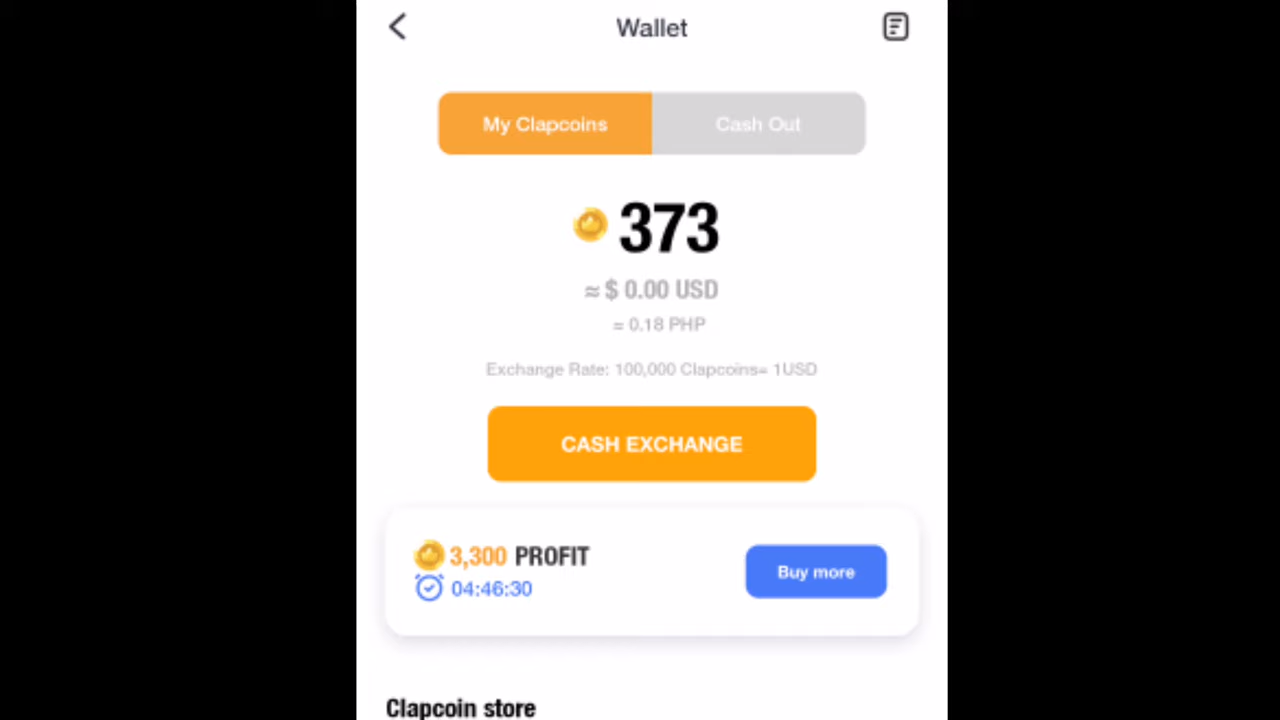 Wallet
My Clapcoins
Cash Out
373
≈ $ 0.00 USD
= 0.18 PHP
Exchange Rate: 100,000 Clapcoins= 1USD
CASH EXCHANGE
3,300 PROFIT
04:46:30
Buy more
Clapcoin store